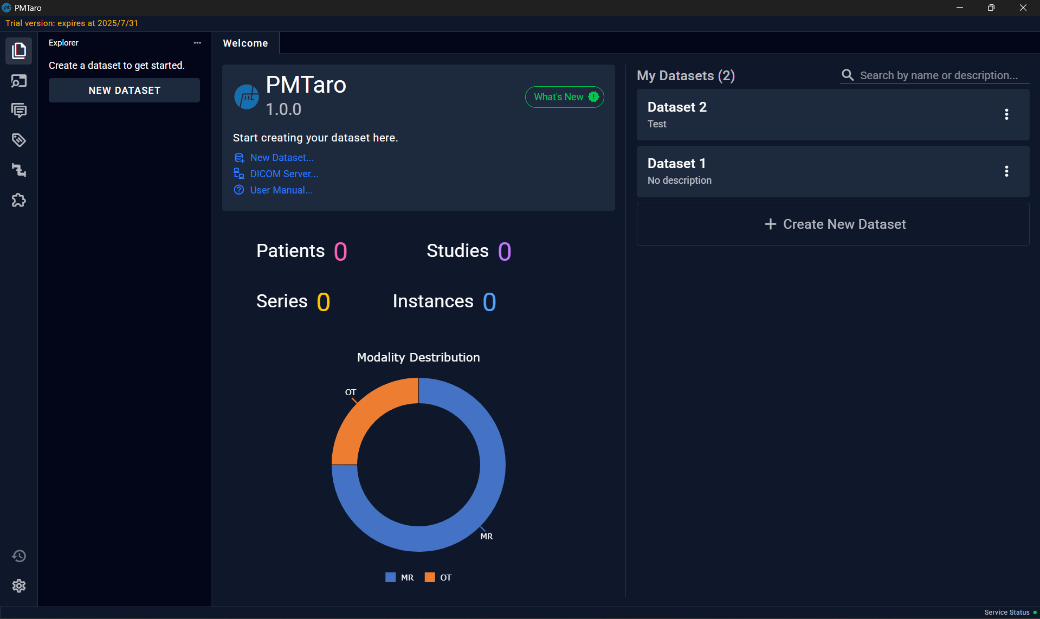 PMTaro
Trial version: expires at 2025/7/31
Explorer
Create a dataset to get started.
NEW DATASET
Welcome
PMTaro
1.0.0
What's New
Start creating your dataset here.
New Dataset...
DICOM Server...
User Manual...
Patients 0
Studies 0
Series 0
Instances 0
Modality Destribution
OT
MR
MR OT
My Datasets (2)
Search by name or description...
Dataset 2
Test
Dataset 1
No description
Create New Dataset
Service Status